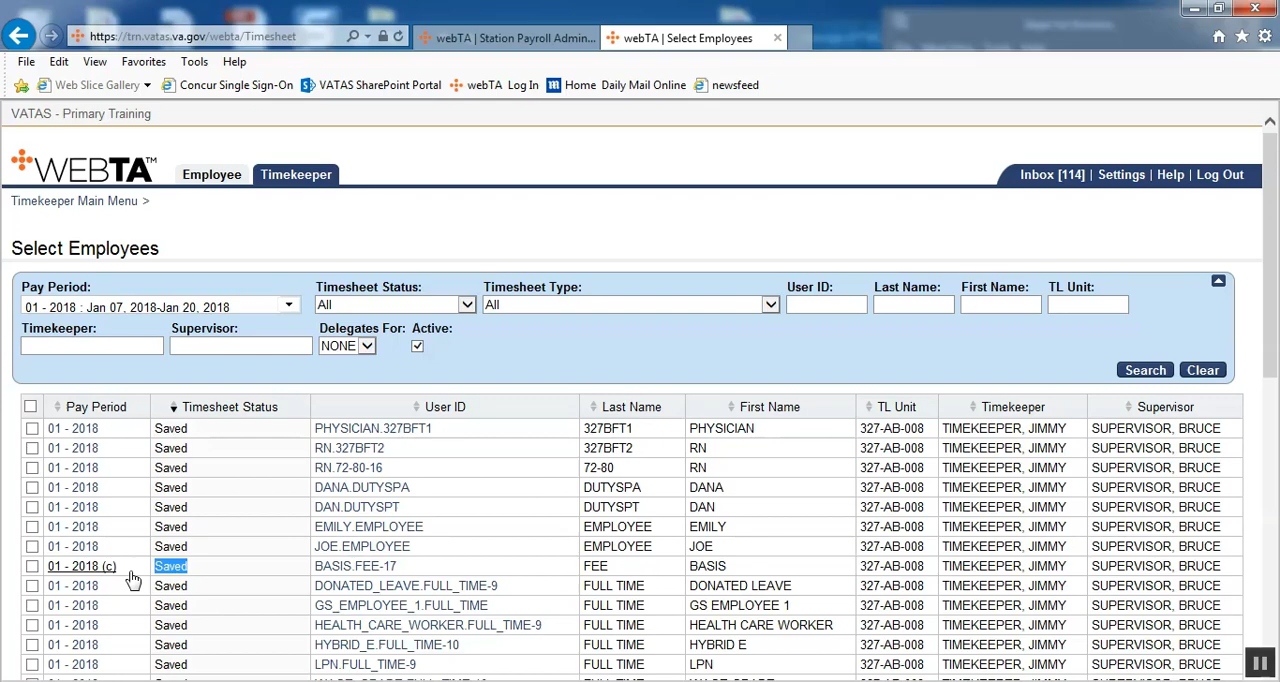 https://trn.vatas.va.gov/webta/Timesheet
webTA | Station Payroll Admin...
webTA | Select Employees
File Edit View Favorites Tools Help
Web Slice Gallery Concur Single Sign-On VATAS SharePoint Portal webTA Log In Home Daily Mail Online newsfeed
VATAS - Primary Training
WEBTA™ Employee Timekeeper Inbox [114] | Settings | Help | Log Out
Timekeeper Main Menu >
Select Employees
Pay Period: Timesheet Status: Timesheet Type: User ID: Last Name: First Name: TL Unit:
01 - 2018 : Jan 07, 2018-Jan 20, 2018 All All
Timekeeper: Supervisor: Delegates For: Active:
NONE
Search Clear
Pay Period Timesheet Status User ID Last Name First Name TL Unit Timekeeper Supervisor
01 - 2018 Saved PHYSICIAN.327BFT1 327BFT1 PHYSICIAN 327-AB-008 TIMEKEEPER, JIMMY SUPERVISOR, BRUCE
01 - 2018 Saved RN.327BFT2 327BFT2 RN 327-AB-008 TIMEKEEPER, JIMMY SUPERVISOR, BRUCE
01 - 2018 Saved RN.72-80-16 72-80 RN 327-AB-008 TIMEKEEPER, JIMMY SUPERVISOR, BRUCE
01 - 2018 Saved DANA.DUTYSPA DUTYSPA DANA 327-AB-008 TIMEKEEPER, JIMMY SUPERVISOR, BRUCE
01 - 2018 Saved DAN.DUTYSPT DUTYSPT DAN 327-AB-008 TIMEKEEPER, JIMMY SUPERVISOR, BRUCE
01 - 2018 Saved EMILY.EMPLOYEE EMPLOYEE EMILY 327-AB-008 TIMEKEEPER, JIMMY SUPERVISOR, BRUCE
01 - 2018 Saved JOE.EMPLOYEE EMPLOYEE JOE 327-AB-008 TIMEKEEPER, JIMMY SUPERVISOR, BRUCE
01 - 2018 (c) Saved BASIS.FEE-17 FEE BASIS 327-AB-008 TIMEKEEPER, JIMMY SUPERVISOR, BRUCE
01 - 2018 Saved DONATED_LEAVE.FULL_TIME-9 FULL TIME DONATED LEAVE 327-AB-008 TIMEKEEPER, JIMMY SUPERVISOR, BRUCE
01 - 2018 Saved GS_EMPLOYEE_1.FULL_TIME FULL TIME GS EMPLOYEE 1 327-AB-008 TIMEKEEPER, JIMMY SUPERVISOR, BRUCE
01 - 2018 Saved HEALTH_CARE_WORKER.FULL_TIME-9 FULL TIME HEALTH CARE WORKER 327-AB-008 TIMEKEEPER, JIMMY SUPERVISOR, BRUCE
01 - 2018 Saved HYBRID_E.FULL_TIME-10 FULL TIME HYBRID E 327-AB-008 TIMEKEEPER, JIMMY SUPERVISOR, BRUCE
01 - 2018 Saved LPN.FULL_TIME-9 FULL TIME LPN 327-AB-008 TIMEKEEPER, JIMMY SUPERVISOR, BRUCE